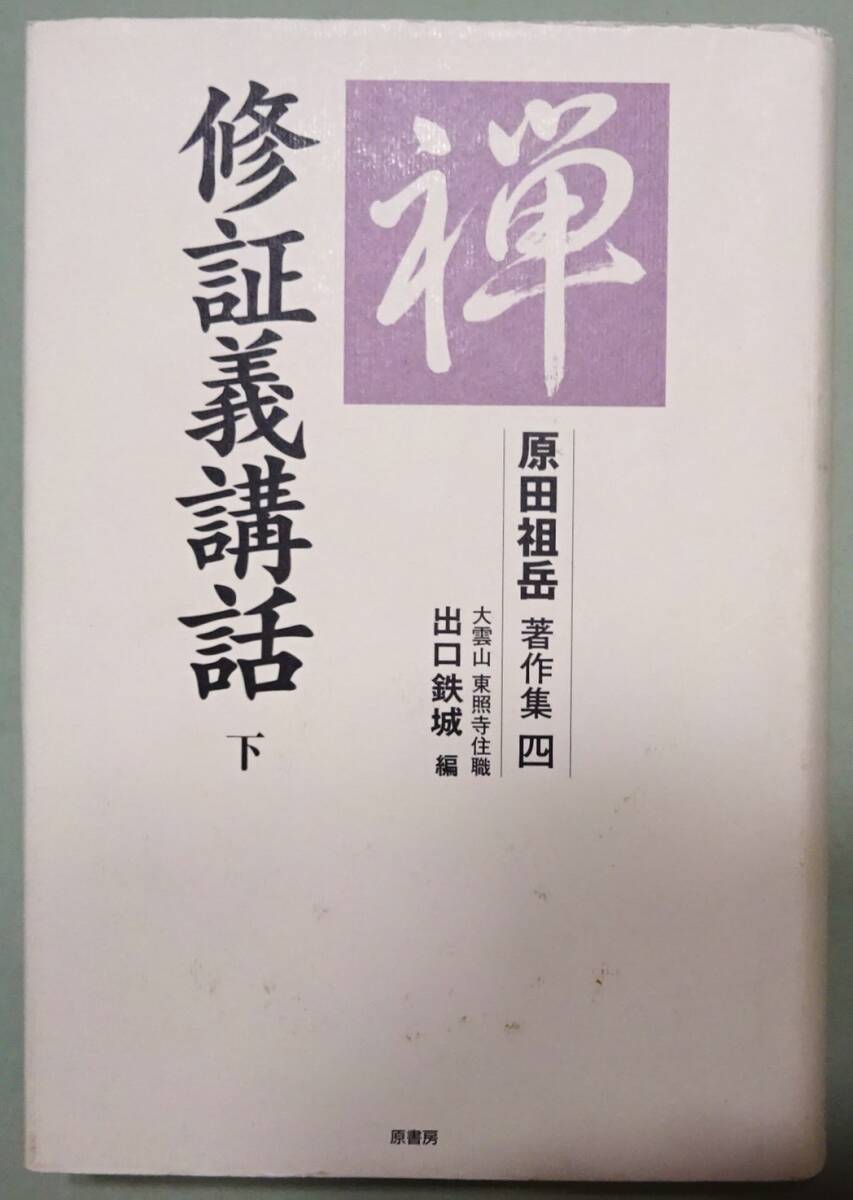 禅
原田祖岳 著作集 四
大雲山 東照寺住職
出口鉄城 編
修証義講話 下
原書房